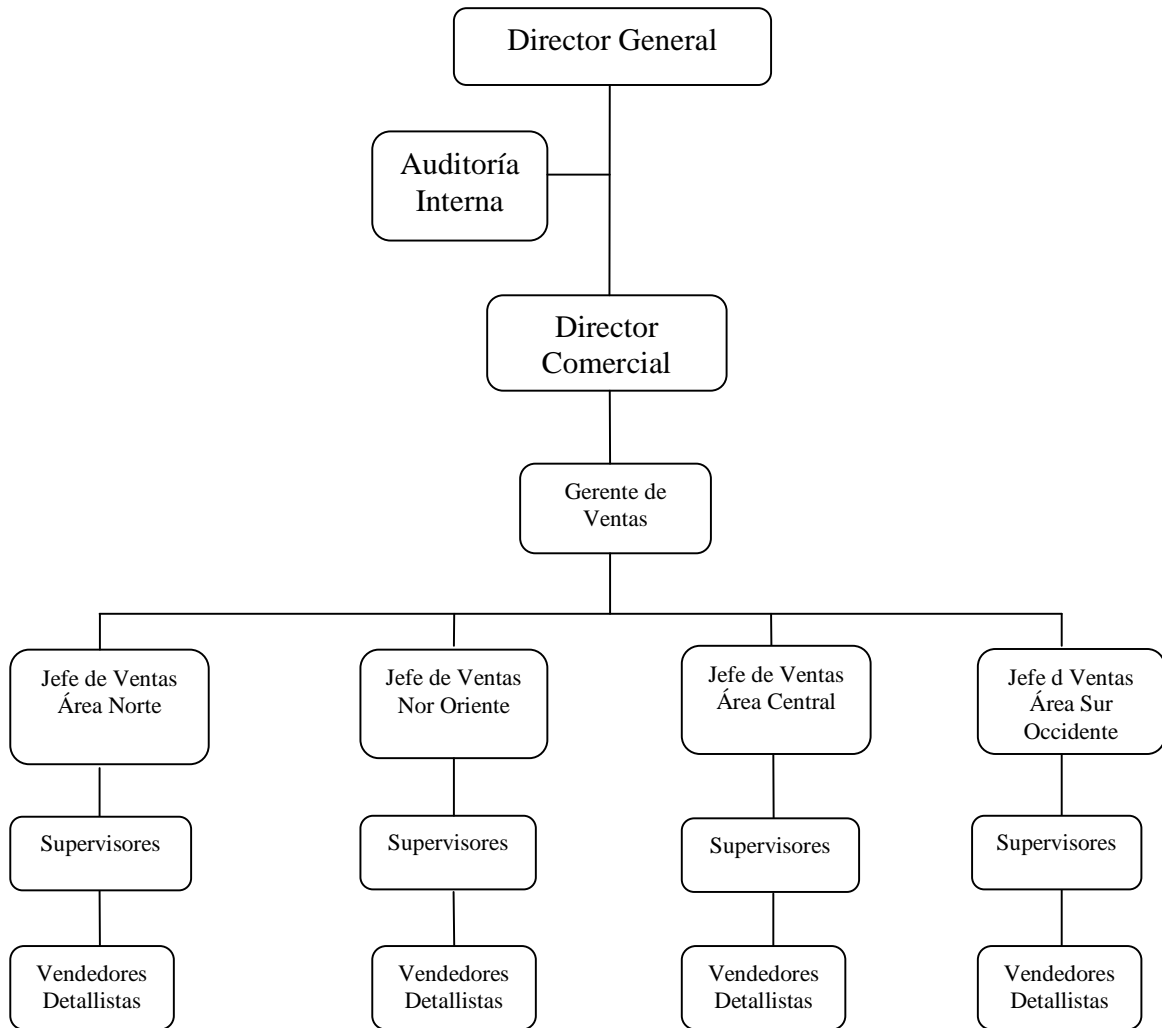 Director General
Auditoría
Interna
Director
Comercial
Gerente de
Ventas
Jefe de Ventas
Área Norte
Jefe de Ventas
Nor Oriente
Jefe de Ventas
Área Central
Jefe d Ventas
Área Sur
Occidente
Supervisores
Supervisores
Supervisores
Supervisores
Vendedores
Detallistas
Vendedores
Detallistas
Vendedores
Detallistas
Vendedores
Detallistas